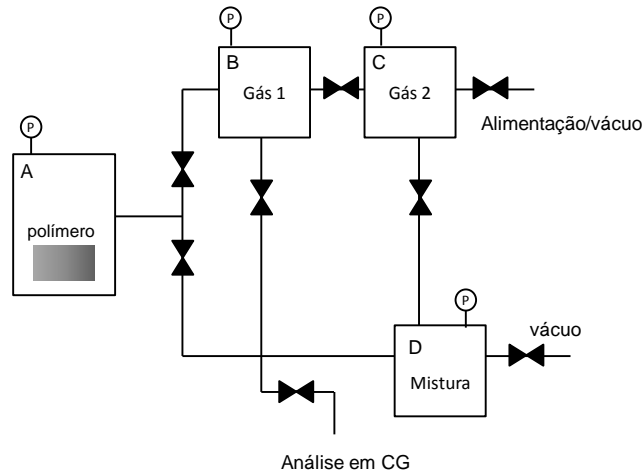 P
P
B
Gás 1
C
Gás 2
Alimentação/vácuo
P
A
polímero
P
vácuo
D
Mistura
Análise em CG